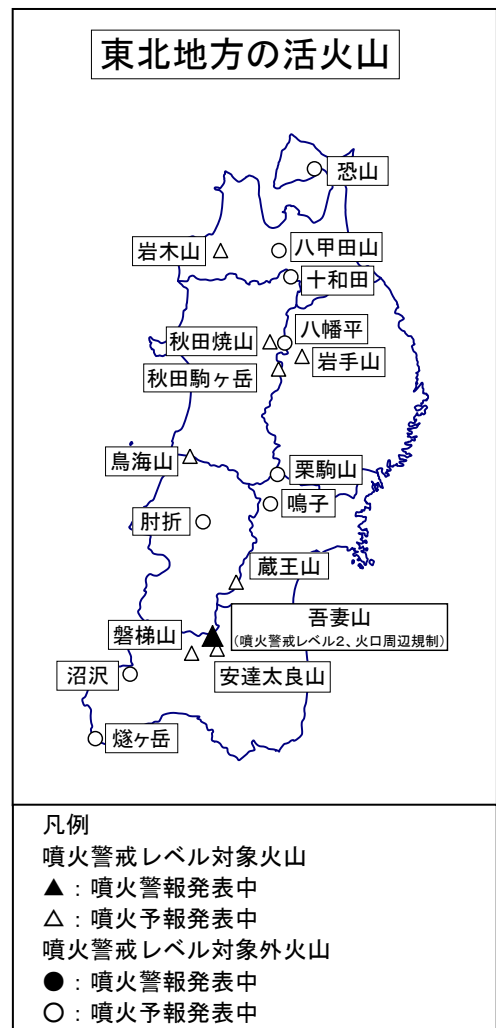 東北地方の活火山
恐山
岩木山
八甲田山
十和田
八幡平
秋田焼山
岩手山
秋田駒ヶ岳
鳥海山
栗駒山
鳴子
肘折
蔵王山
吾妻山
(噴火警戒レベル2、火口周辺規制)
磐梯山
安達太良山
沼沢
燧ヶ岳
凡例
噴火警戒レベル対象火山
▲：噴火警報発表中
△：噴火予報発表中
噴火警戒レベル対象外火山
●：噴火警報発表中
○：噴火予報発表中